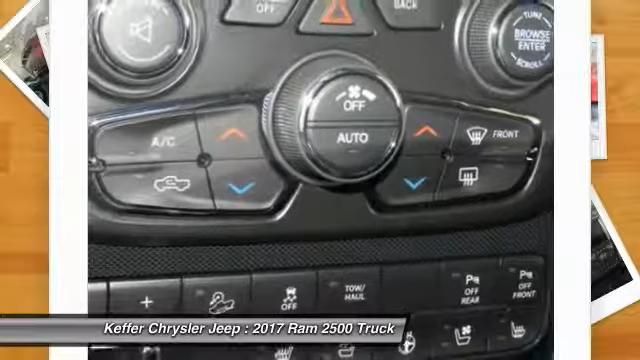 OFF
BACK
TUNE
BROWSE
ENTER
SCROLL
OFF
A/C
AUTO
FRONT
OFF
TOW/
HAUL
P
OFF
REAR
P
OFF
FRONT
Keffer Chrysler Jeep : 2017 Ram 2500 Truck